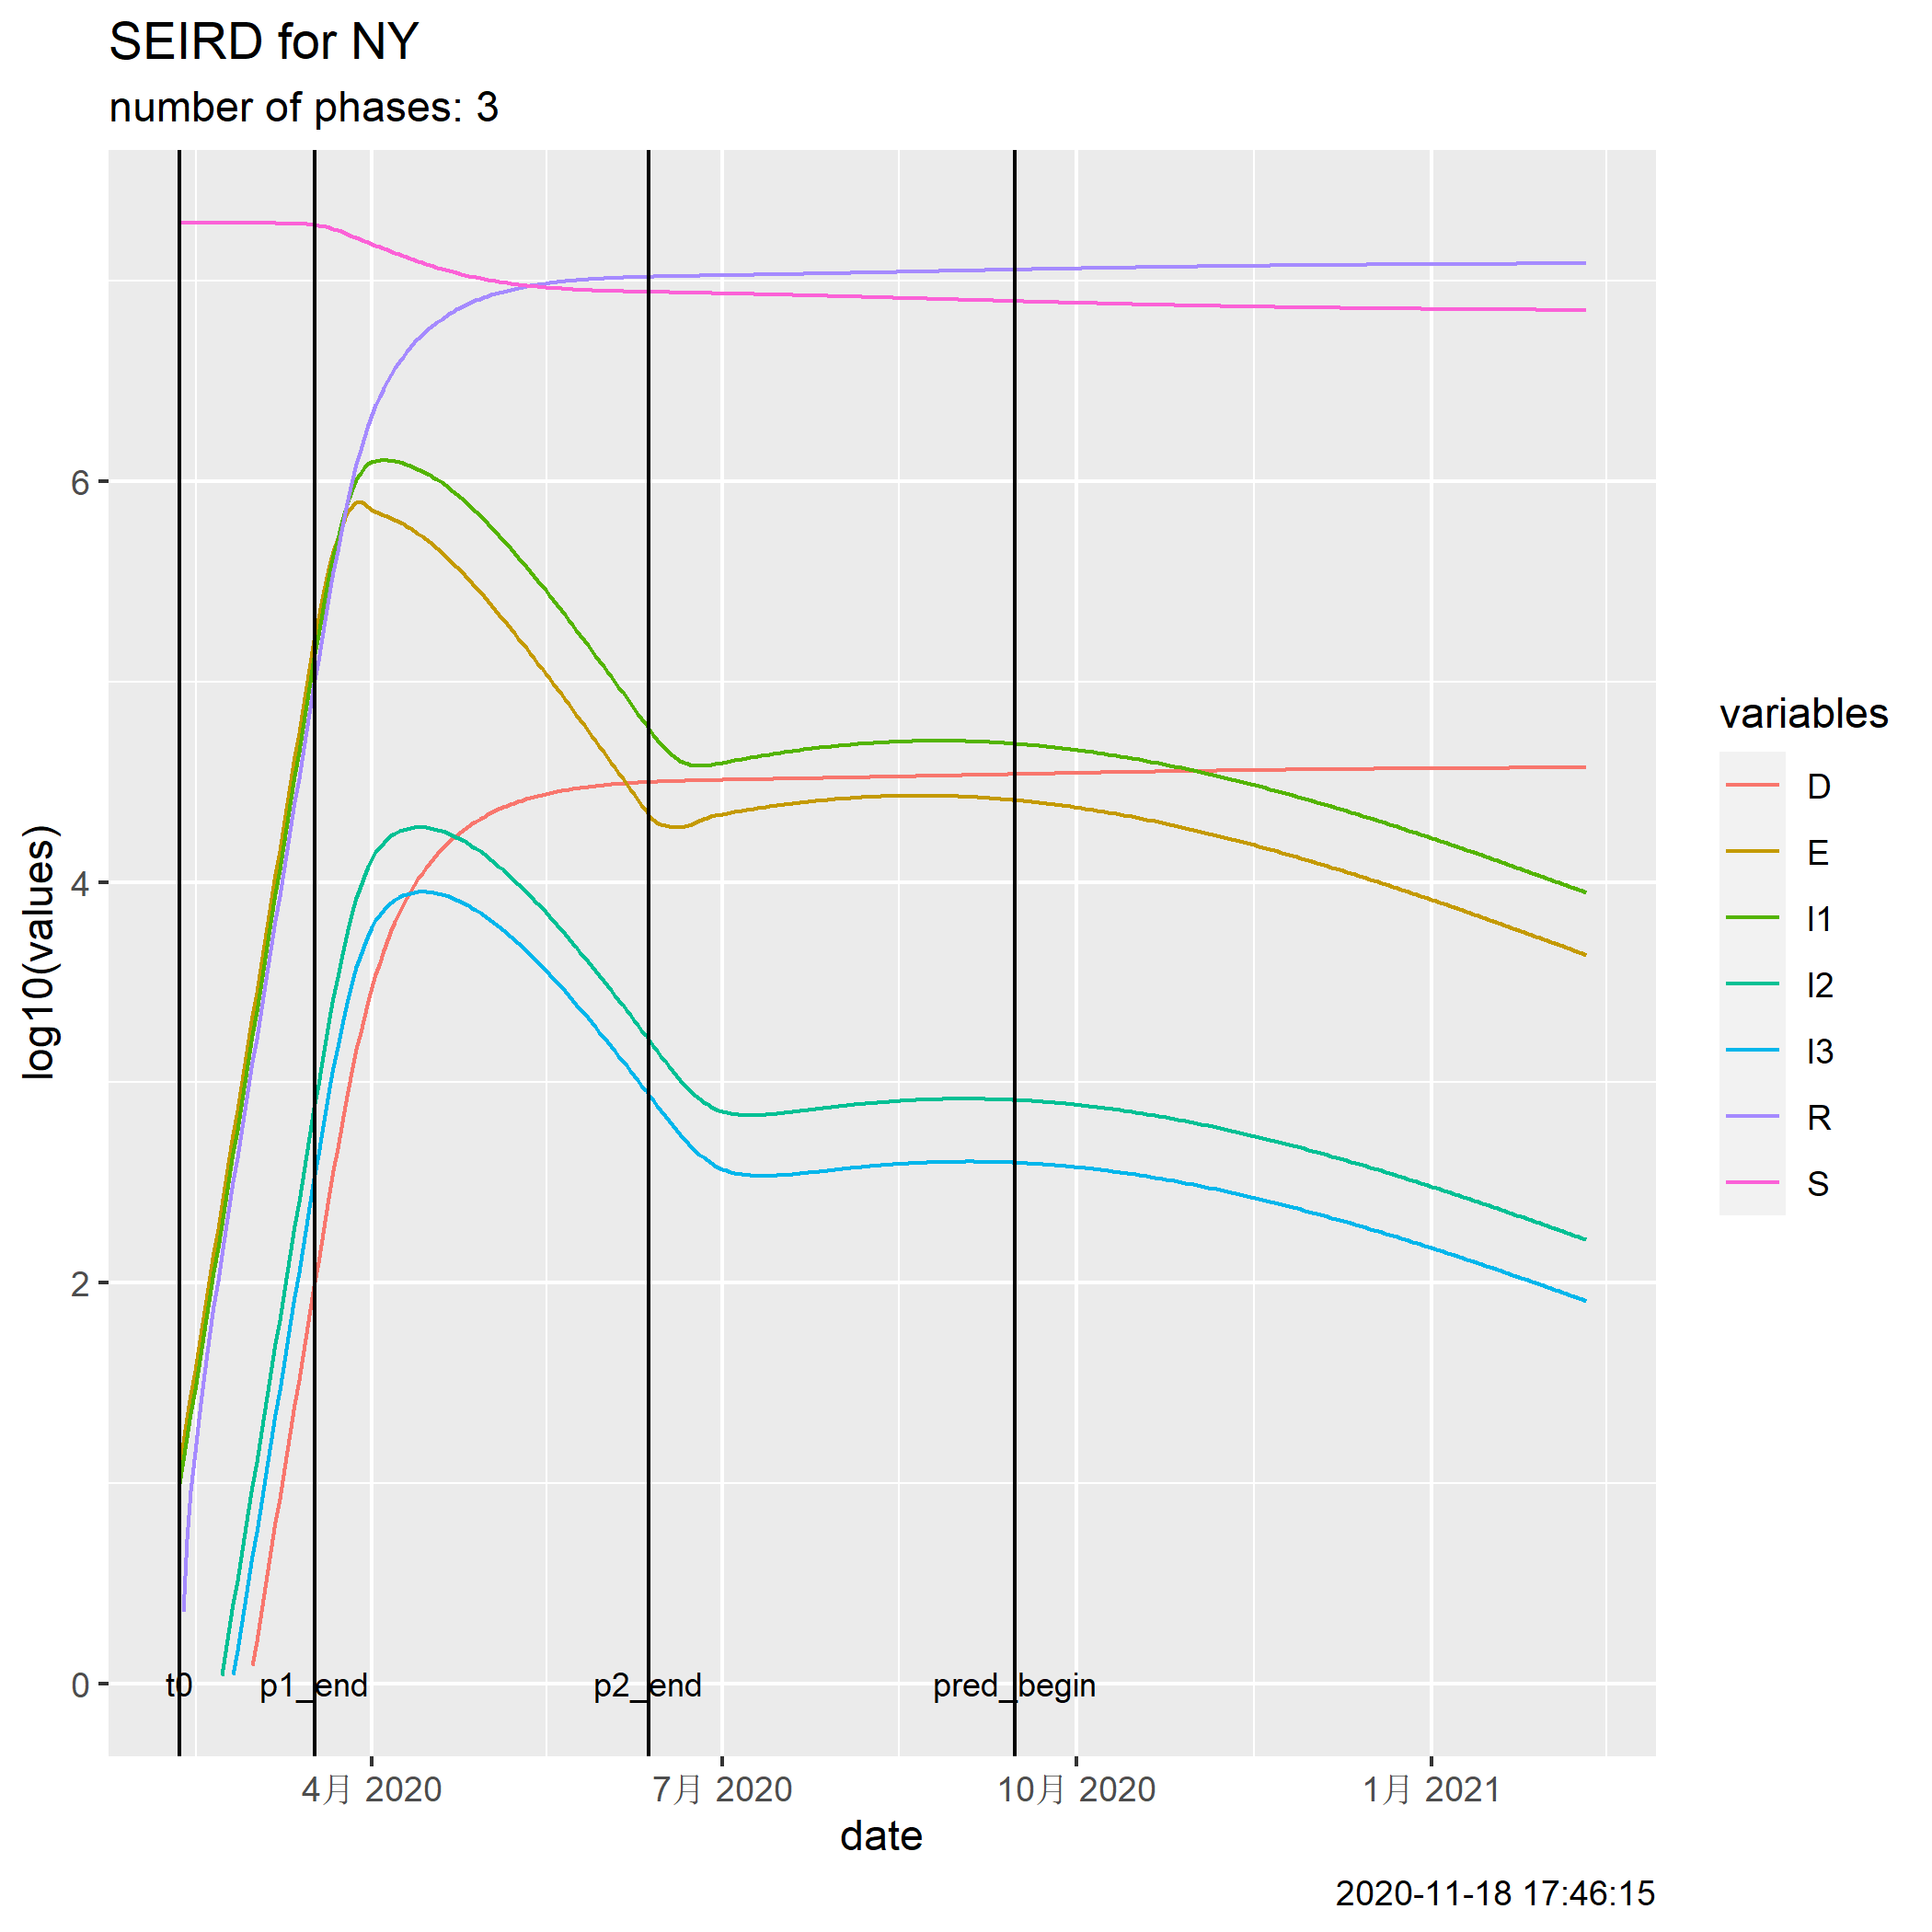 SEIRD for NY
number of phases: 3
log10(values)
6
4
2
0
t0
p1_end
p2_end
pred_begin
4月 2020
7月 2020
10月 2020
1月 2021
date
variables
D
E
I1
I2
I3
R
S
2020-11-18 17:46:15